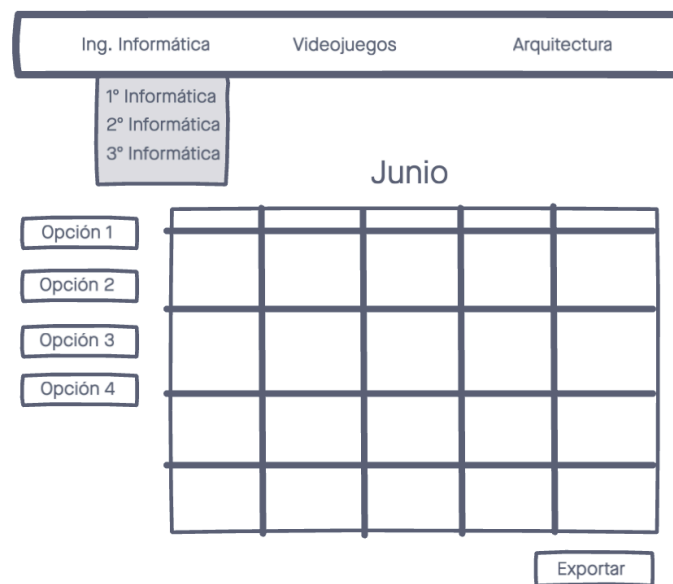 Ing. Informática Videojuegos Arquitectura
1º Informática
2º Informática
3º Informática
Junio
Opción 1
Opción 2
Opción 3
Opción 4
Exportar